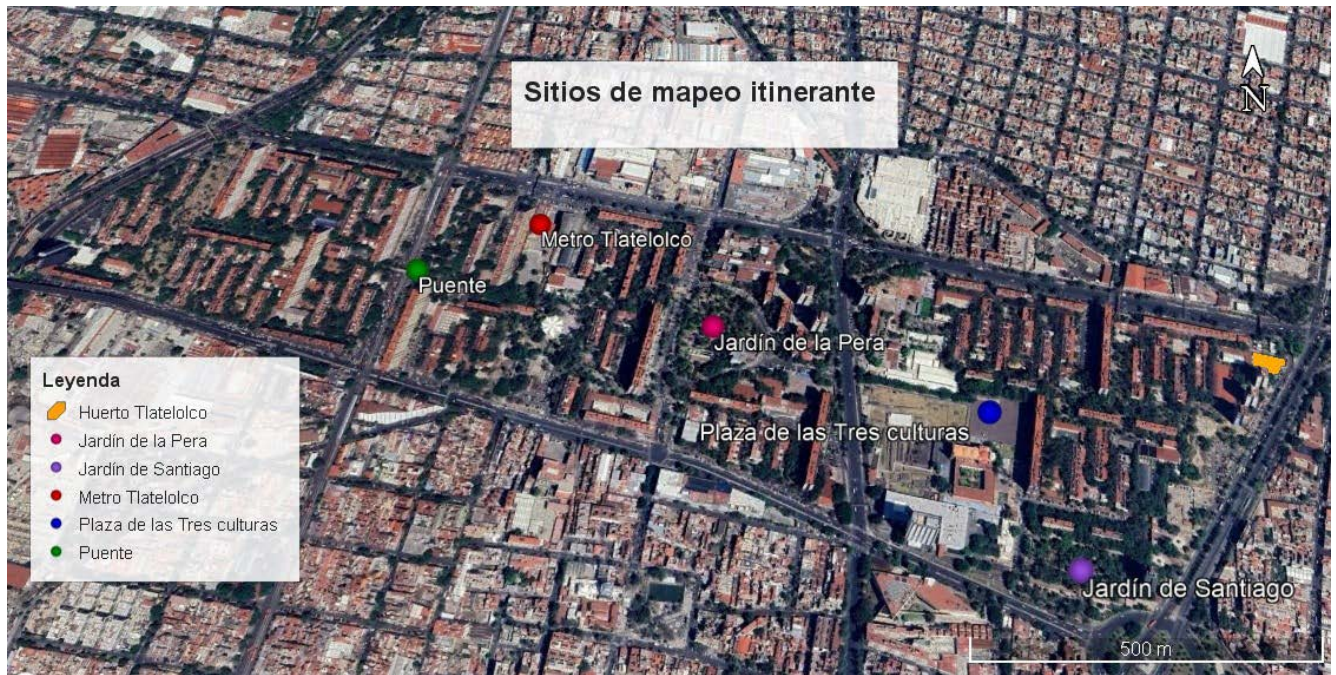 Sitios de mapeo itinerante
N
Metro Tlatelolco
Puente
Jardín de la Pera
Plaza de las Tres culturas
Jardín de Santiago
500 m
Leyenda
Huerto Tlatelolco
Jardín de la Pera
Jardín de Santiago
Metro Tlatelolco
Plaza de las Tres culturas
Puente